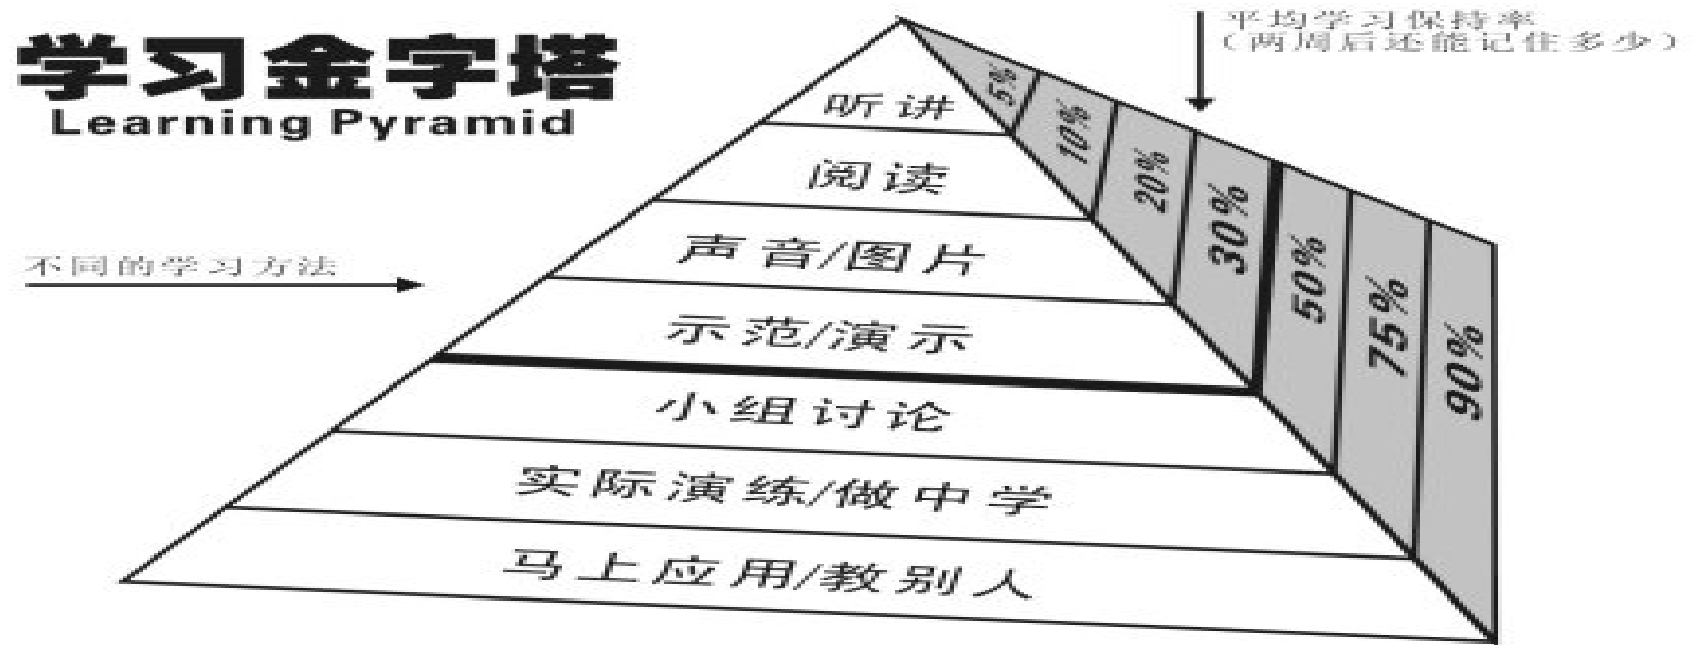 学习金字塔
Learning Pyramid
平均学习保持率
（两周后还能记住多少）
不同的学习方法
听讲 5%
阅读 10%
声音/图片 20%
示范/演示 30%
小组讨论 50%
实际演练/做中学 75%
马上应用/教别人 90%